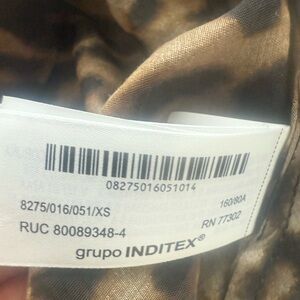 08275016051014
8275/016/051/XS
160/80A
RUC 80089348-4
RN 77302
grupo INDITEX®